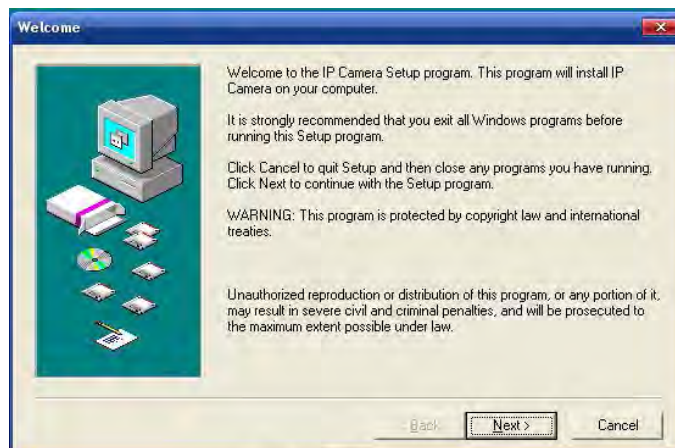 Welcome
Welcome to the IP Camera Setup program. This program will install IP
Camera on your computer.
It is strongly recommended that you exit all Windows programs before
running this Setup program.
Click Cancel to quit Setup and then close any programs you have running.
Click Next to continue with the Setup program.
WARNING: This program is protected by copyright law and international
treaties.
Unauthorized reproduction or distribution of this program, or any portion of it,
may result in severe civil and criminal penalties, and will be prosecuted to
the maximum extent possible under law.
Back Next > Cancel